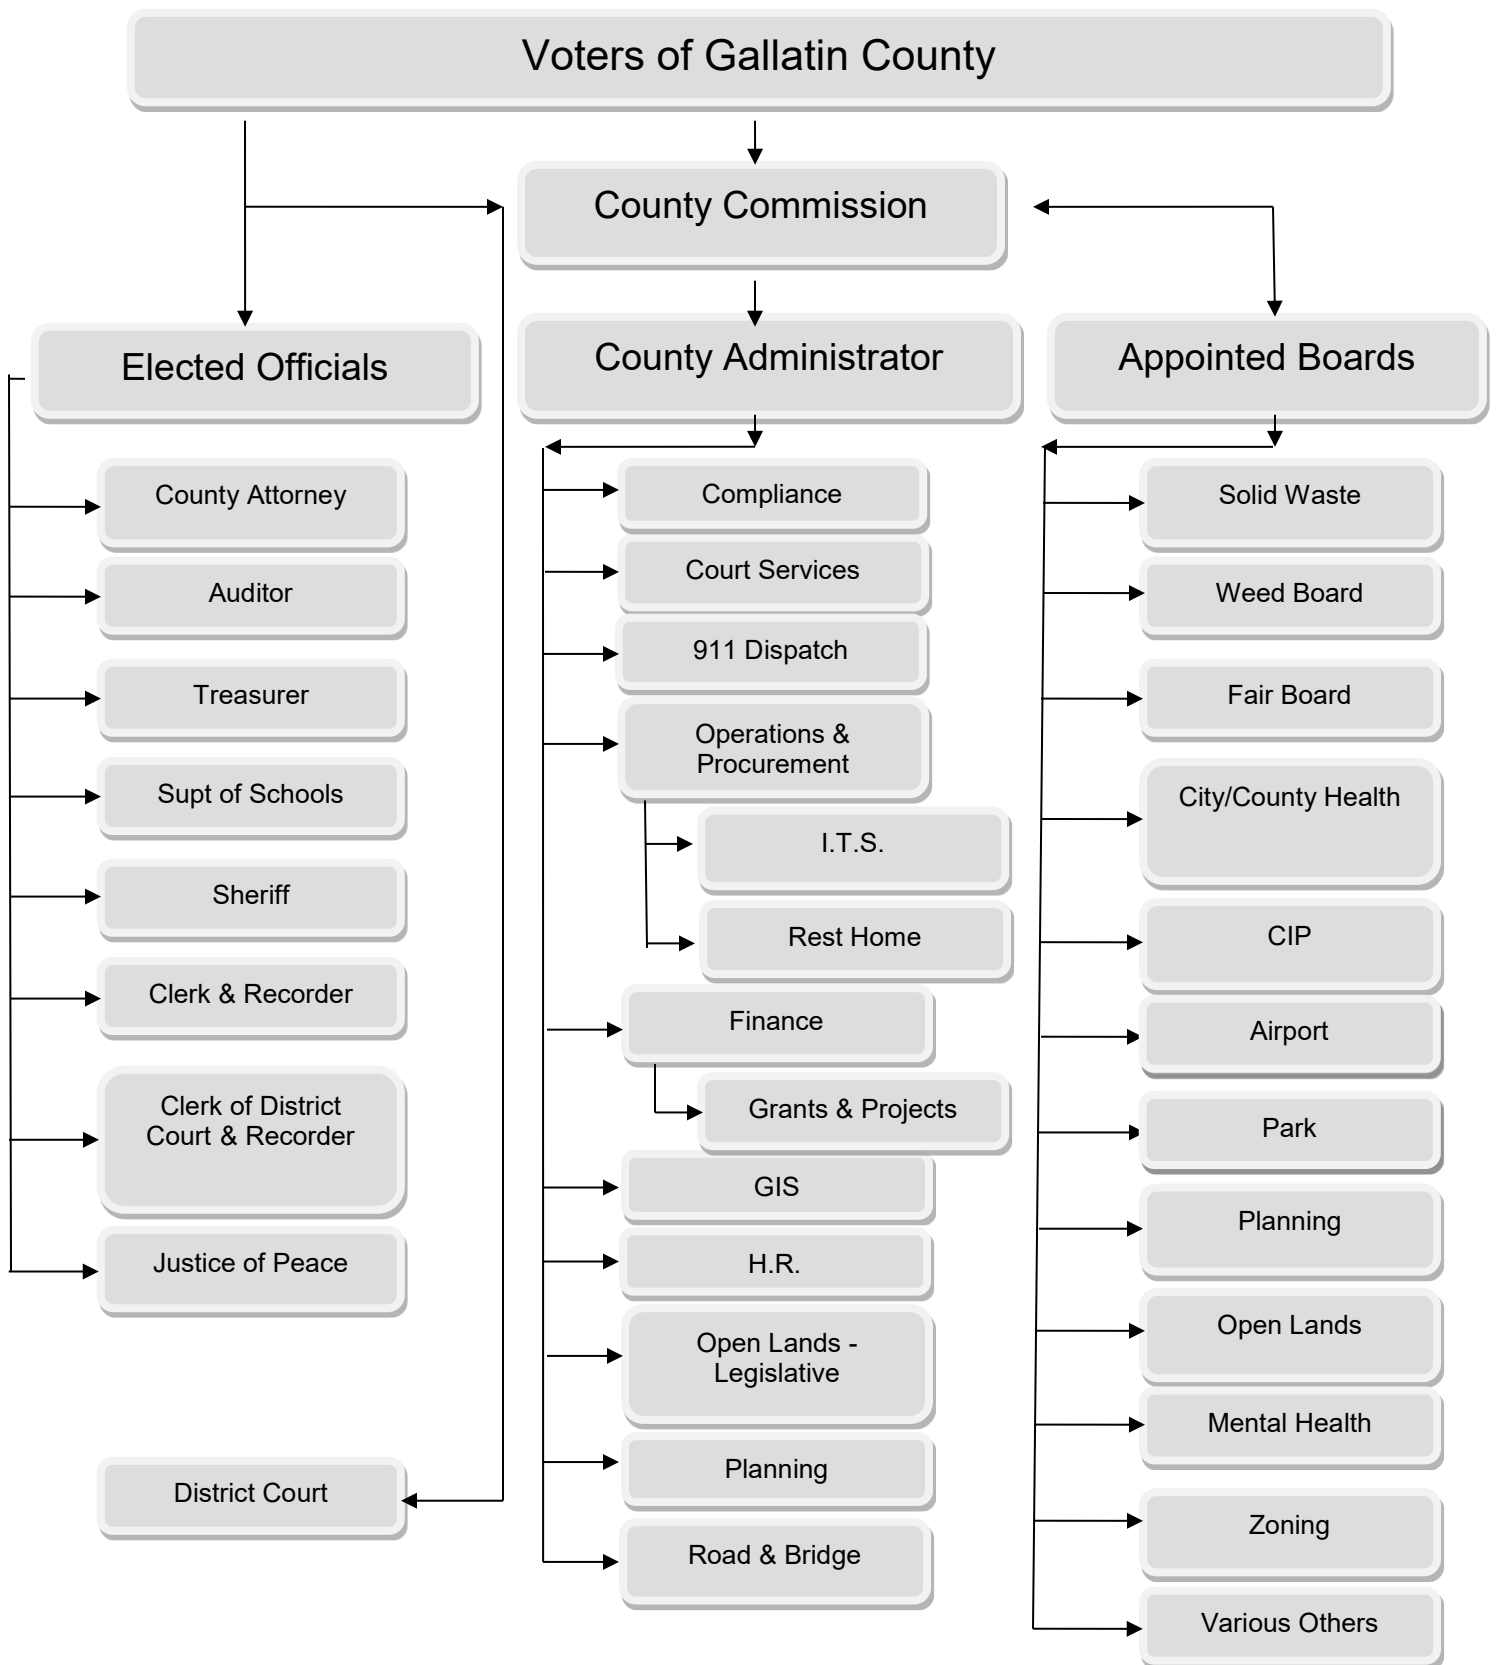 Voters of Gallatin County
County Commission
Elected Officials
County Administrator
Appointed Boards
County Attorney
Auditor
Treasurer
Supt of Schools
Sheriff
Clerk & Recorder
Clerk of District
Court & Recorder
Justice of Peace
District Court
Compliance
Court Services
911 Dispatch
Operations &
Procurement
I.T.S.
Rest Home
Finance
Grants & Projects
GIS
H.R.
Open Lands -
Legislative
Planning
Road & Bridge
Solid Waste
Weed Board
Fair Board
City/County Health
CIP
Airport
Park
Planning
Open Lands
Mental Health
Zoning
Various Others